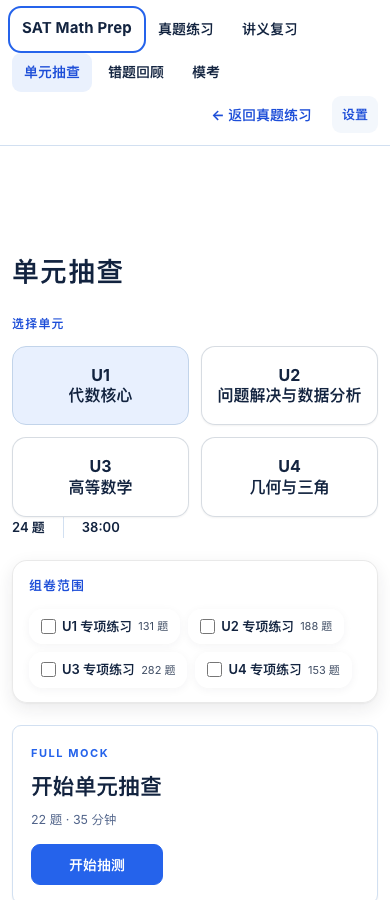 SAT Math Prep
真题练习
讲义复习
单元抽查
错题回顾
模考
← 返回真题练习
设置
单元抽查
选择单元
U1
代数核心
U2
问题解决与数据分析
U3
高等数学
U4
几何与三角
24 题
38:00
组卷范围
U1 专项练习 131 题
U2 专项练习 188 题
U3 专项练习 282 题
U4 专项练习 153 题
FULL MOCK
开始单元抽查
22 题 · 35 分钟
开始抽测